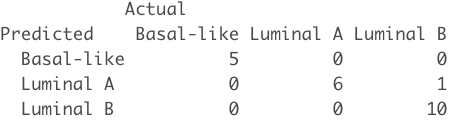 Actual
Predicted Basal-like Luminal A Luminal B
Basal-like 5 0 0
Luminal A 0 6 1
Luminal B 0 0 10